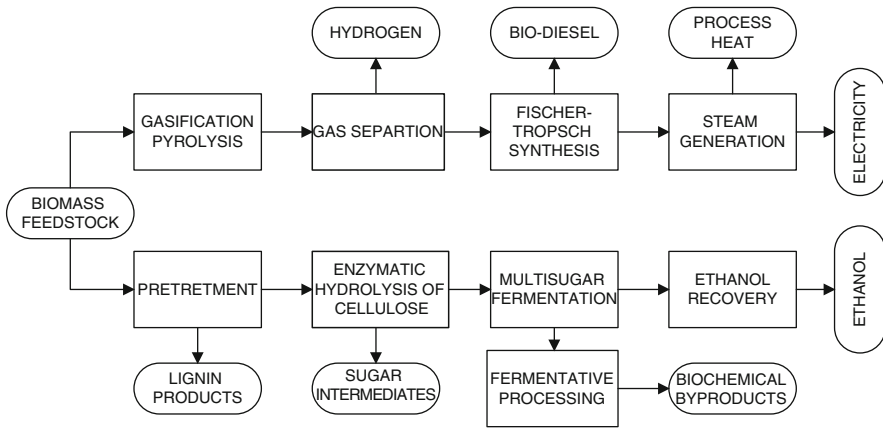 HYDROGEN
BIO-DIESEL
PROCESS
HEAT
GASIFICATION
PYROLYSIS
GAS SEPARTION
FISCHER-
TROPSCH
SYNTHESIS
STEAM
GENERATION
ELECTRICITY
BIOMASS
FEEDSTOCK
PRETRETMENT
ENZYMATIC
HYDROLYSIS OF
CELLULOSE
MULTISUGAR
FERMENTATION
ETHANOL
RECOVERY
ETHANOL
LIGNIN
PRODUCTS
SUGAR
INTERMEDIATES
FERMENTATIVE
PROCESSING
BIOCHEMICAL
BYPRODUCTS